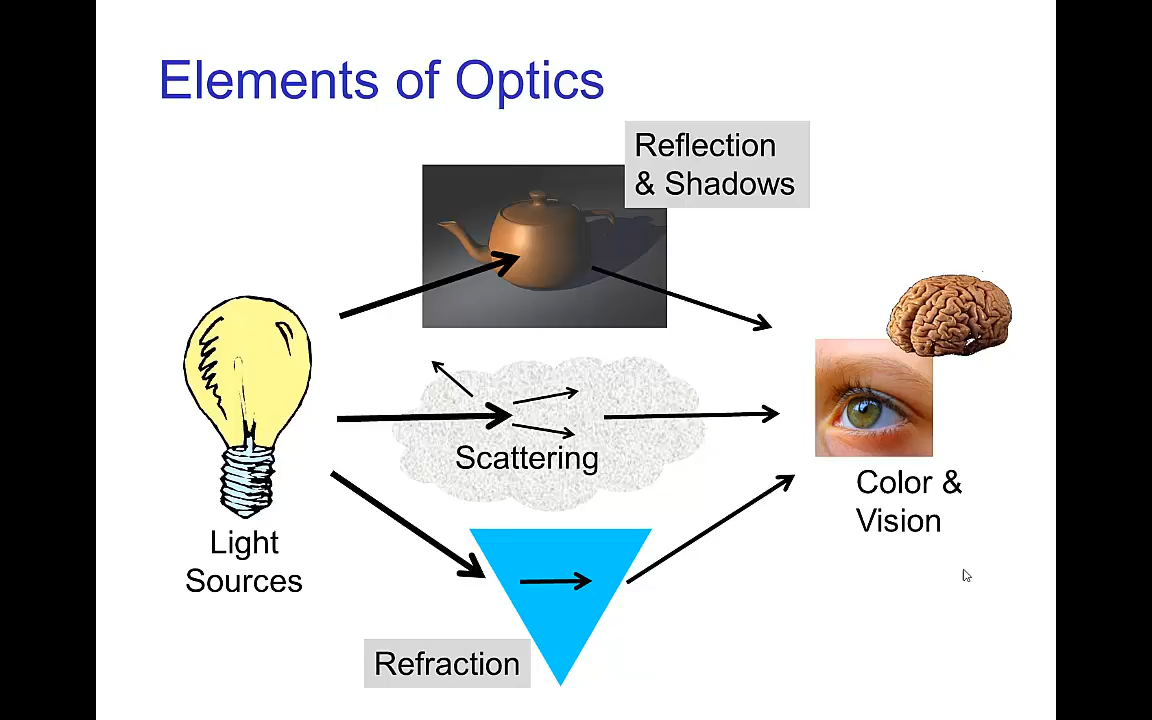 Elements of Optics
Reflection
& Shadows
Scattering
Color &
Vision
Light
Sources
Refraction